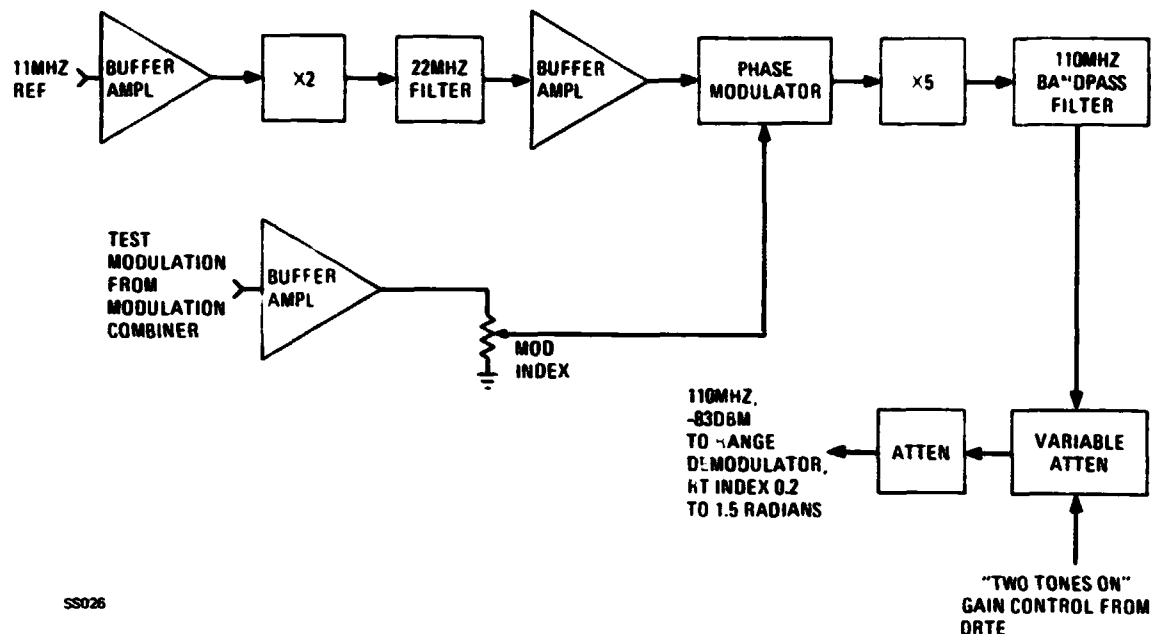 11MHZ
REF
BUFFER
AMPL
X2
22MHZ
FILTER
BUFFER
AMPL
PHASE
MODULATOR
X5
110MHZ
BANDPASS
FILTER
TEST
MODULATION
FROM
MODULATION
COMBINER
BUFFER
AMPL
MOD
INDEX
110MHZ,
-83DBM
TO RANGE
DEMODULATOR,
RT INDEX 0.2
TO 1.5 RADIANS
ATTEN
VARIABLE
ATTEN
"TWO TONES ON"
GAIN CONTROL FROM
DRTE
SS026